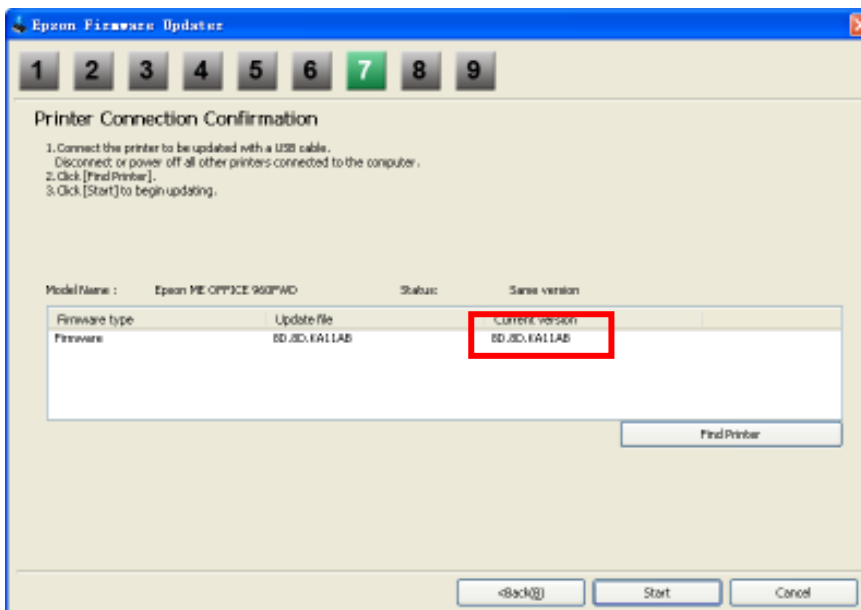 Epson Firmware Updater
1 2 3 4 5 6 7 8 9
Printer Connection Confirmation
1. Connect the printer to be updated with a USB cable.
Disconnect or power off all other printers connected to the computer.
2. Click [Find Printer].
3. Click [Start] to begin updating.
Model Name : Epson ME OFFICE 960FWD Status: Same version
Firmware type Update file Current version
Firmware 8D.8D.KA11AB 8D.8D.KA11AB
Find Printer
<Back(B) Start Cancel